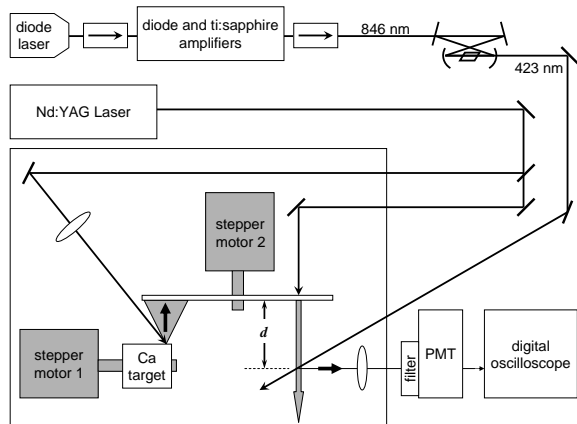 diode
laser
diode and ti:sapphire
amplifiers
846 nm
423 nm
Nd:YAG Laser
stepper
motor 2
d
stepper
motor 1
Ca
target
filter
PMT
digital
oscilloscope